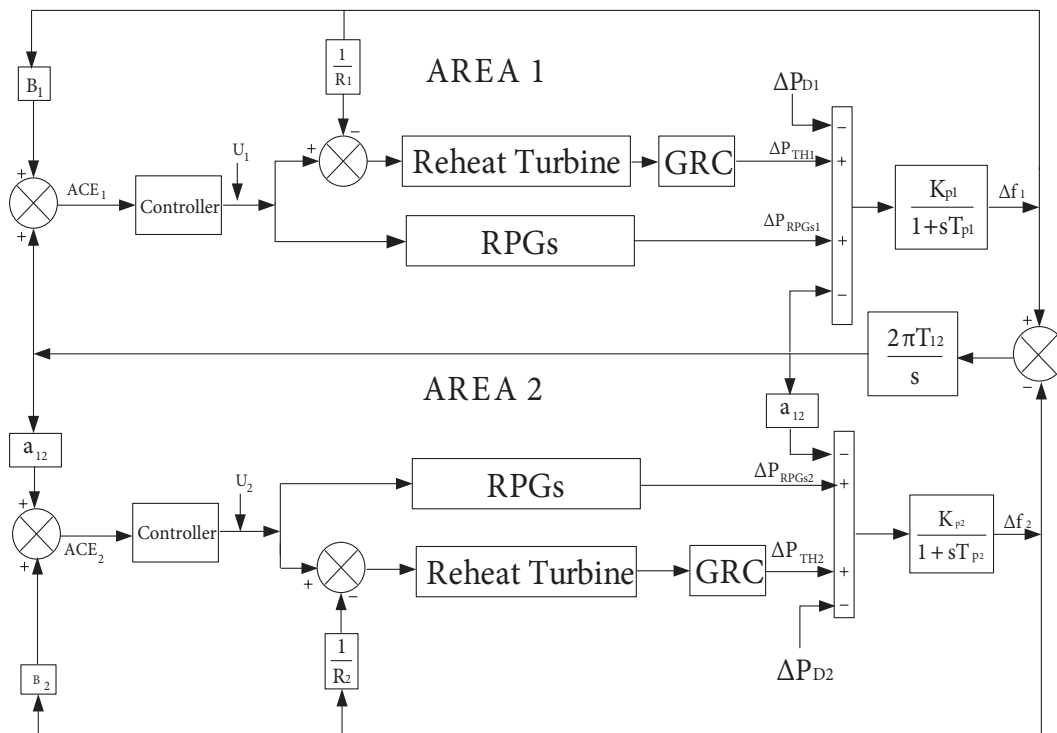 1
R1
AREA 1
B1
ΔPD1
−
+
−
U1
ΔPTH1
Reheat Turbine
GRC
+
+
ACE1
Controller
Kp1
1+sTp1
Δf1
RPGs
ΔPRPGs1
+
+
−
+
2πT12
s
AREA 2
−
a12
a12
−
U2
RPGs
ΔPRPGs2
+
+
ACE2
Controller
Kp2
1+sTp2
Δf2
+
+
−
Reheat Turbine
GRC
ΔPTH2
+
−
1
R2
ΔPD2
B2